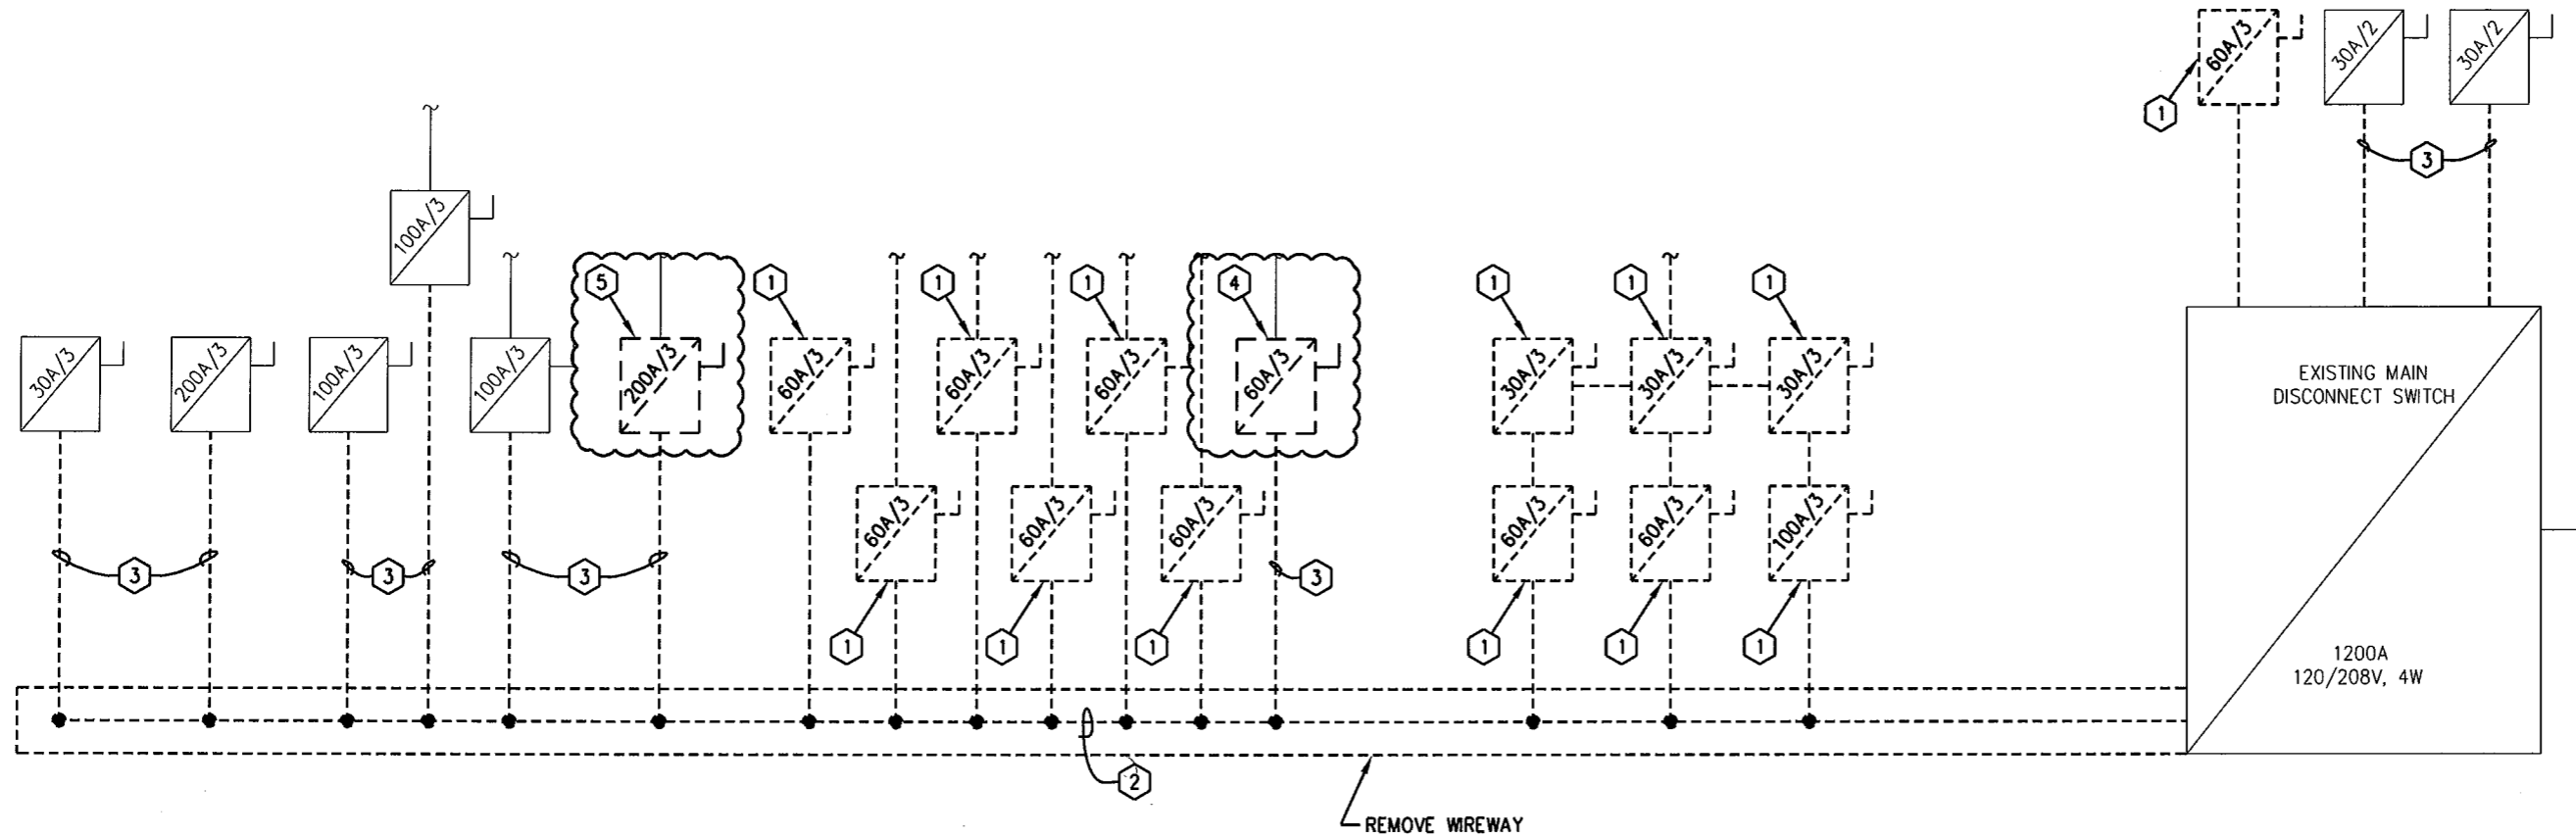 60A/3
30A/2
30A/2
1
3
100A/3
5
1
1
1
4
1
1
1
30A/3
200A/3
100A/3
100A/3
200A/3
60A/3
60A/3
60A/3
60A/3
30A/3
30A/3
30A/3
EXISTING MAIN
DISCONNECT SWITCH
60A/3
60A/3
60A/3
60A/3
60A/3
100A/3
3
3
3
3
1
1
1
1
1
1
1200A
120/208V, 4W
2
REMOVE WIREWAY